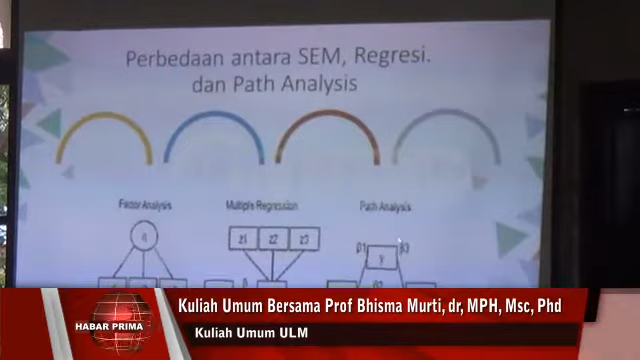 Perbedaan antara SEM, Regresi.
dan Path Analysis
Factor Analysis
Multiple Regression
Path Analysis
z1 z2 z3
β1
y
Kuliah Umum Bersama Prof Bhisma Murti, dr, MPH, Msc, Phd
HABAR PRIMA
Kuliah Umum ULM